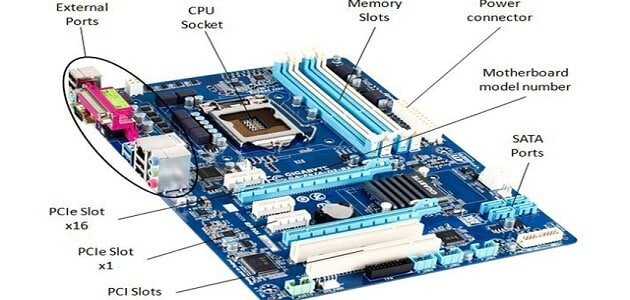 External
Ports
CPU
Socket
Memory
Slots
Power
connector
Motherboard
model number
SATA
Ports
GIGABYTE
PCIe Slot
x16
PCIe Slot
x1
PCI Slots